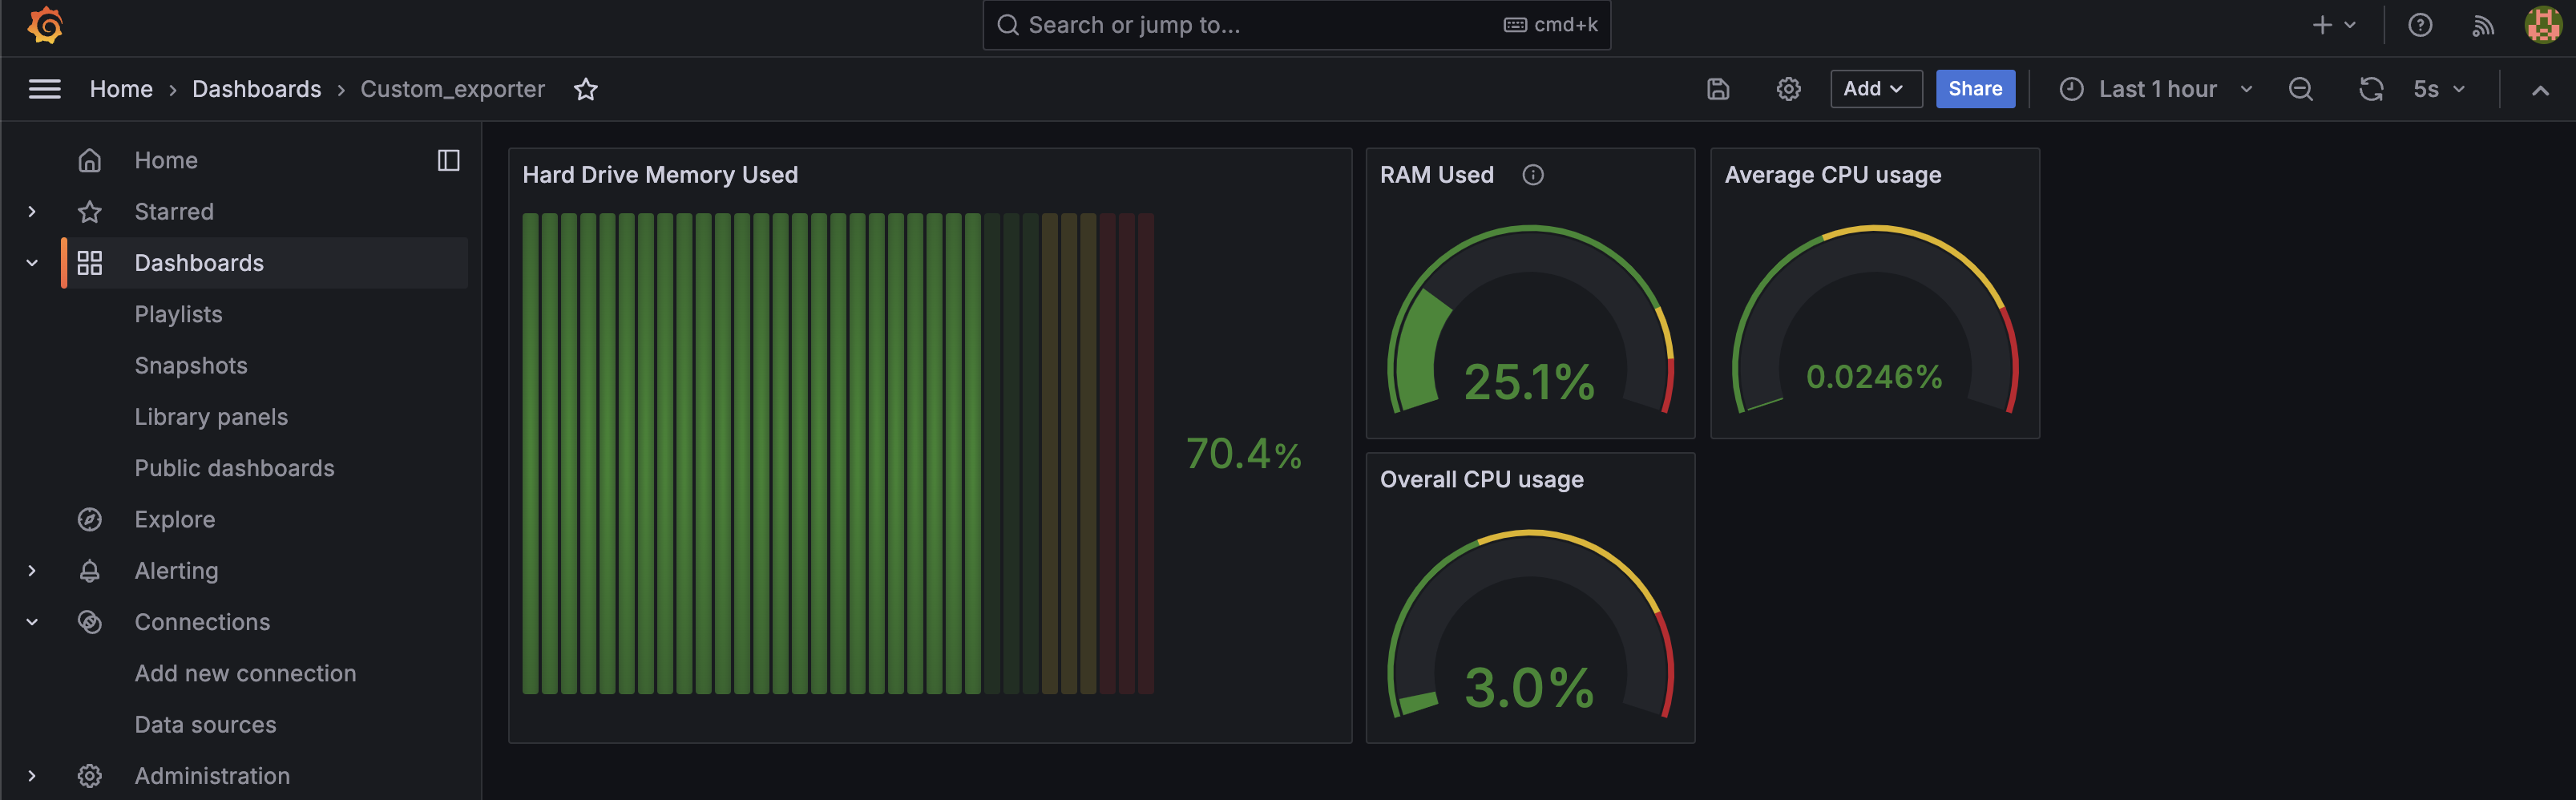 Search or jump to...
cmd+k
Home
Dashboards
Custom_exporter
Add
Share
Last 1 hour
5s
Home
Starred
Dashboards
Playlists
Snapshots
Library panels
Public dashboards
Explore
Alerting
Connections
Add new connection
Data sources
Administration
Hard Drive Memory Used
70.4%
RAM Used
25.1%
Average CPU usage
0.0246%
Overall CPU usage
3.0%